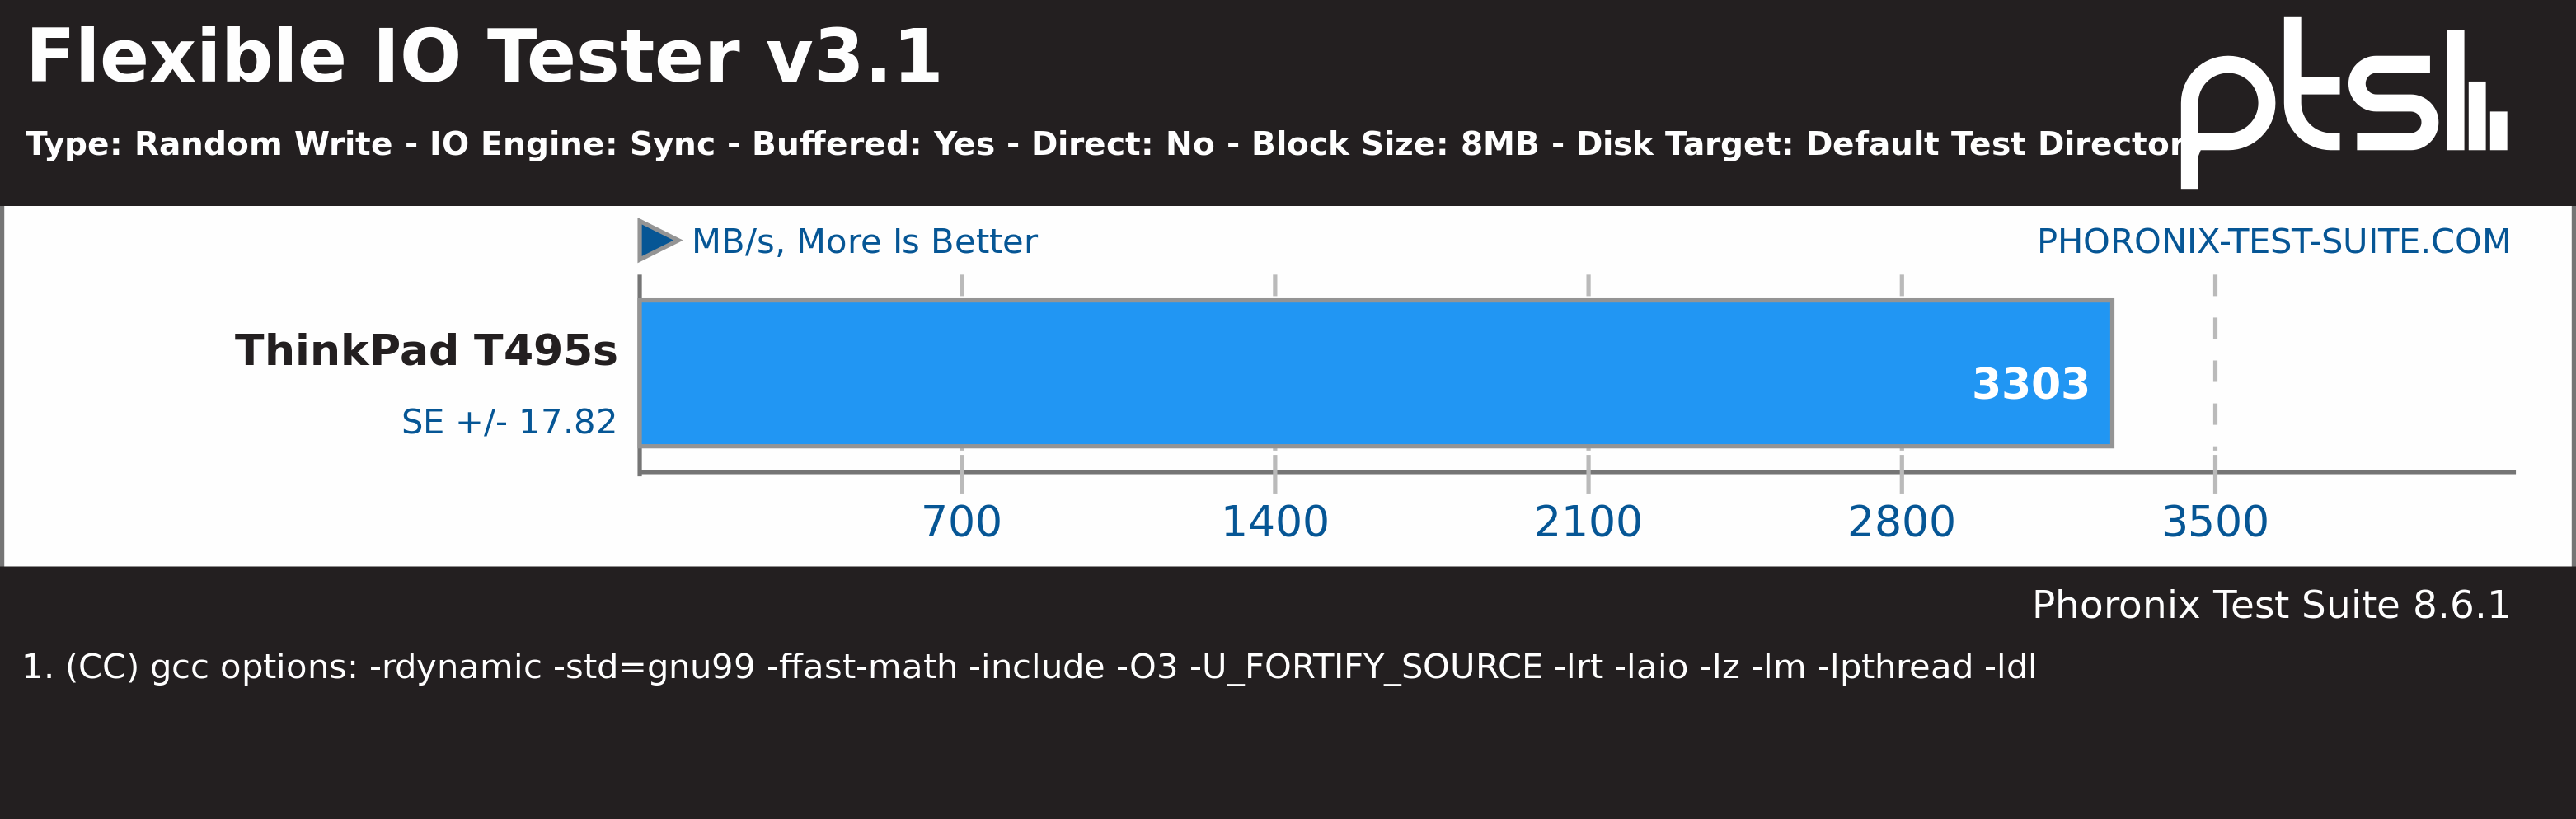 Flexible IO Tester v3.1
pts
Type: Random Write - IO Engine: Sync - Buffered: Yes - Direct: No - Block Size: 8MB - Disk Target: Default Test Director
MB/s, More Is Better
PHORONIX-TEST-SUITE.COM
ThinkPad T495s
3303
SE +/- 17.82
700 1400 2100 2800 3500
Phoronix Test Suite 8.6.1
1. (CC) gcc options: -rdynamic -std=gnu99 -ffast-math -include -O3 -U_FORTIFY_SOURCE -lrt -laio -lz -lm -lpthread -ldl